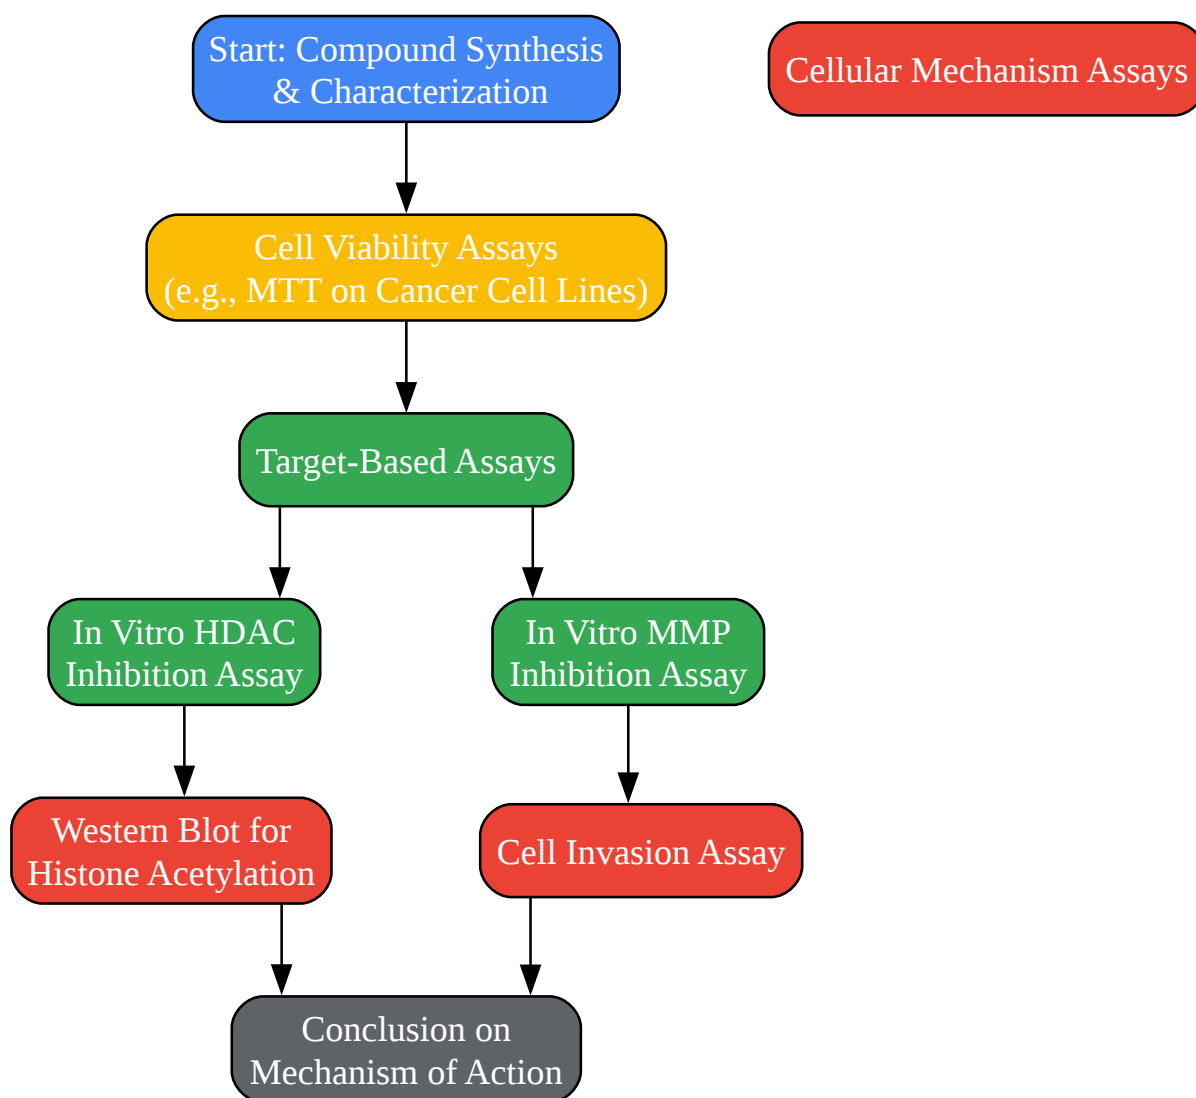 Start: Compound Synthesis
& Characterization
Cellular Mechanism Assays
Cell Viability Assays
(e.g., MTT on Cancer Cell Lines)
Target-Based Assays
In Vitro HDAC
Inhibition Assay
In Vitro MMP
Inhibition Assay
Western Blot for
Histone Acetylation
Cell Invasion Assay
Conclusion on
Mechanism of Action